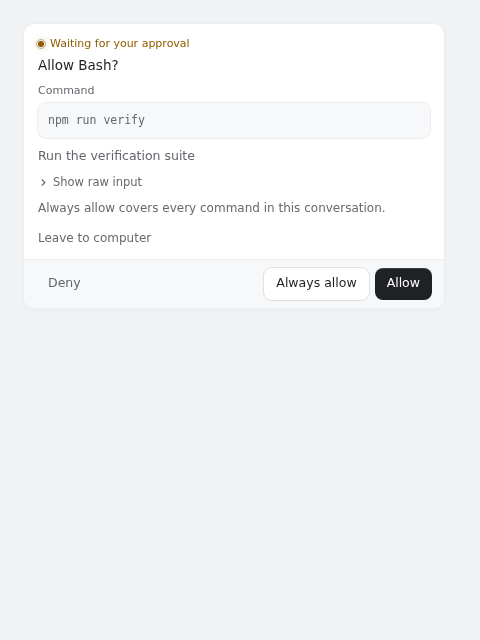 Waiting for your approval
Allow Bash?
Command
npm run verify
Run the verification suite
Show raw input
Always allow covers every command in this conversation.
Leave to computer
Deny
Always allow
Allow